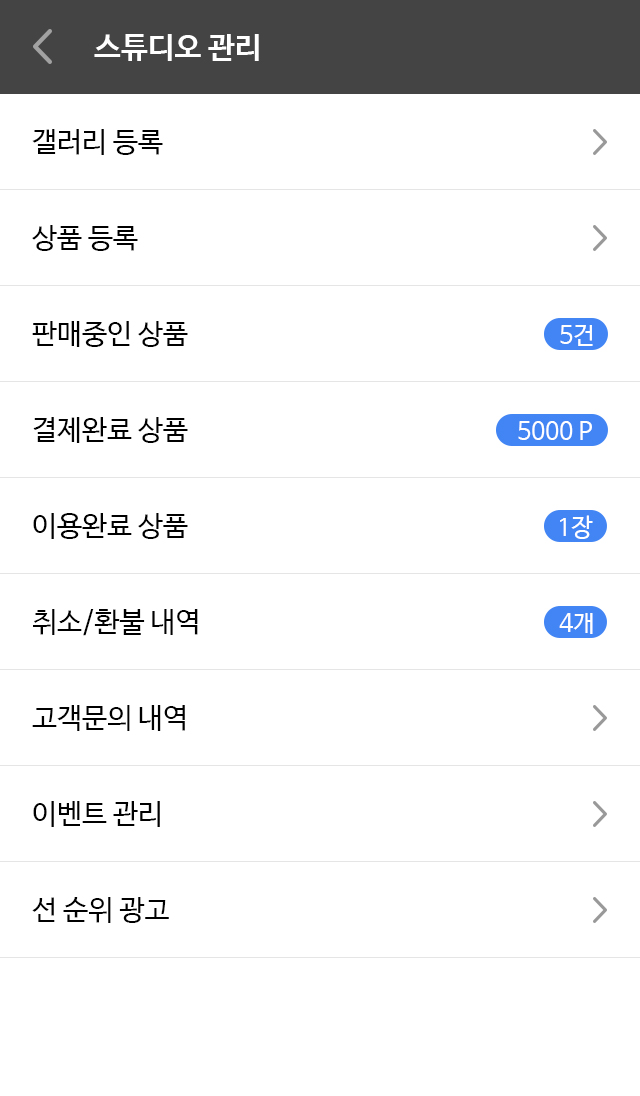 스튜디오 관리
갤러리 등록
상품 등록
판매중인 상품 5건
결제완료 상품 5000 P
이용완료 상품 1장
취소/환불 내역 4개
고객문의 내역
이벤트 관리
선 순위 광고